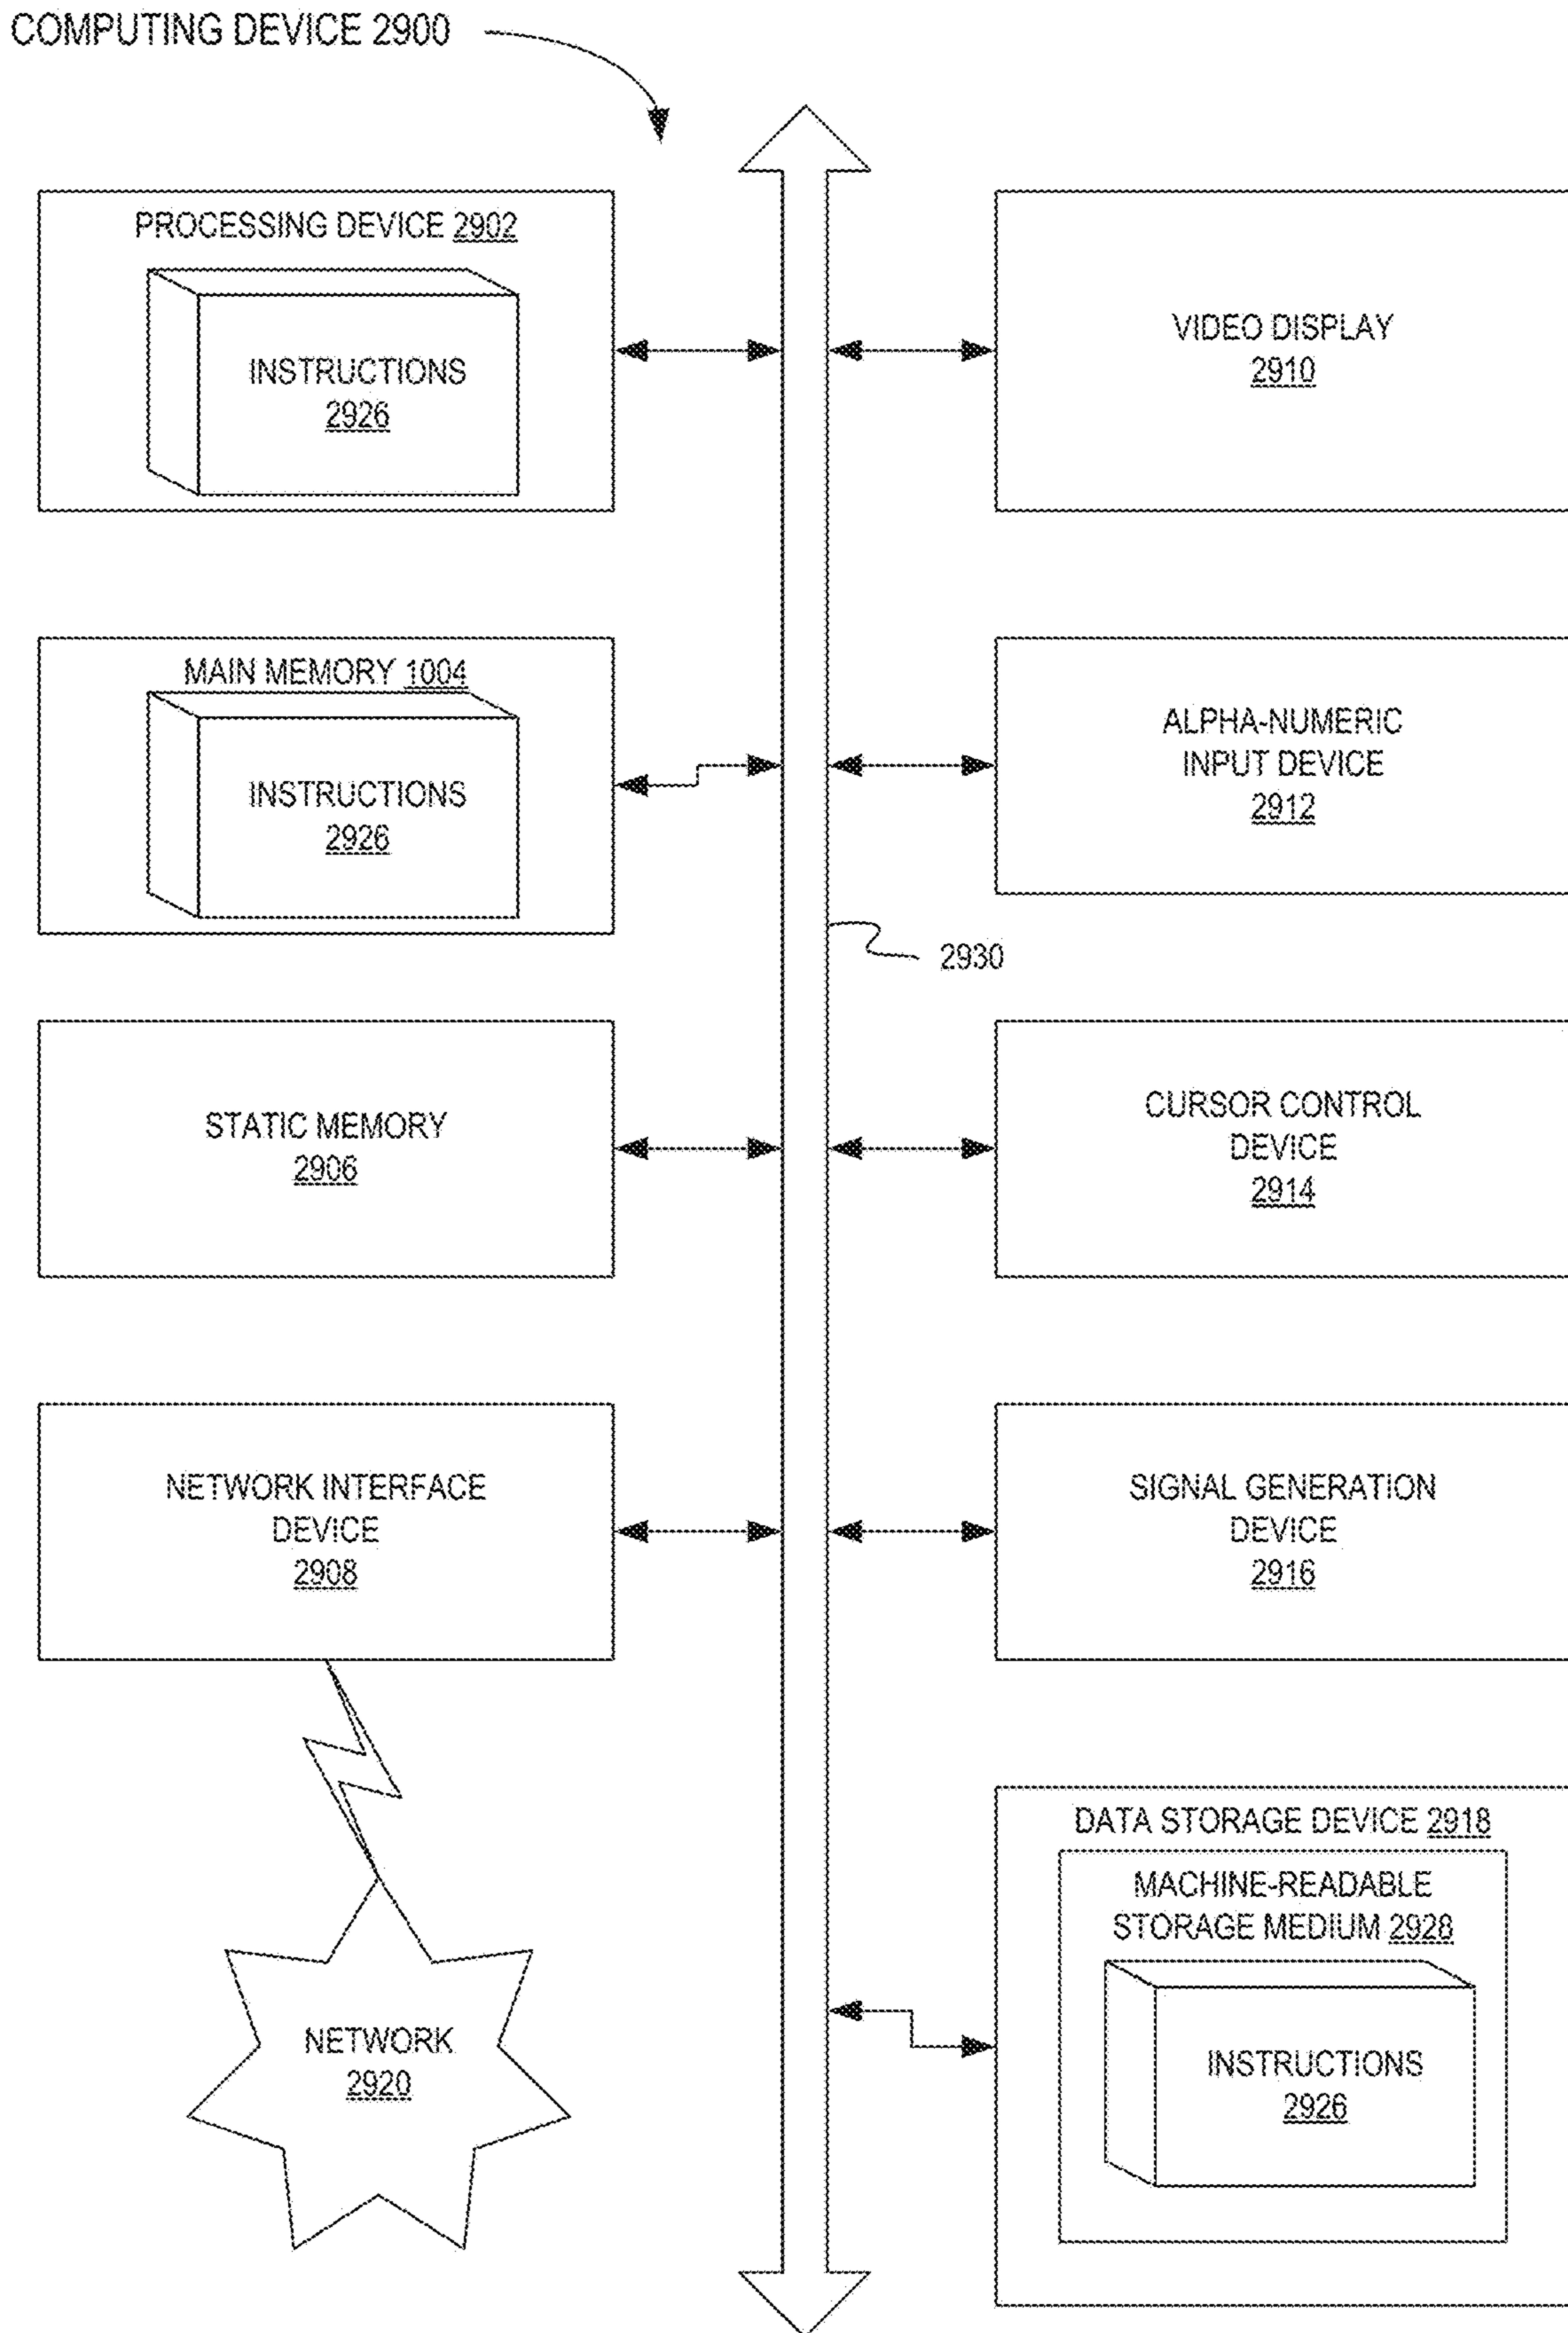 COMPUTING DEVICE 2900
PROCESSING DEVICE 2902
INSTRUCTIONS
2926
VIDEO DISPLAY
2910
MAIN MEMORY 1004
INSTRUCTIONS
2926
ALPHA-NUMERIC
INPUT DEVICE
2912
2930
STATIC MEMORY
2906
CURSOR CONTROL
DEVICE
2914
NETWORK INTERFACE
DEVICE
2908
SIGNAL GENERATION
DEVICE
2916
DATA STORAGE DEVICE 2918
MACHINE-READABLE
STORAGE MEDIUM 2928
INSTRUCTIONS
2926
NETWORK
2920